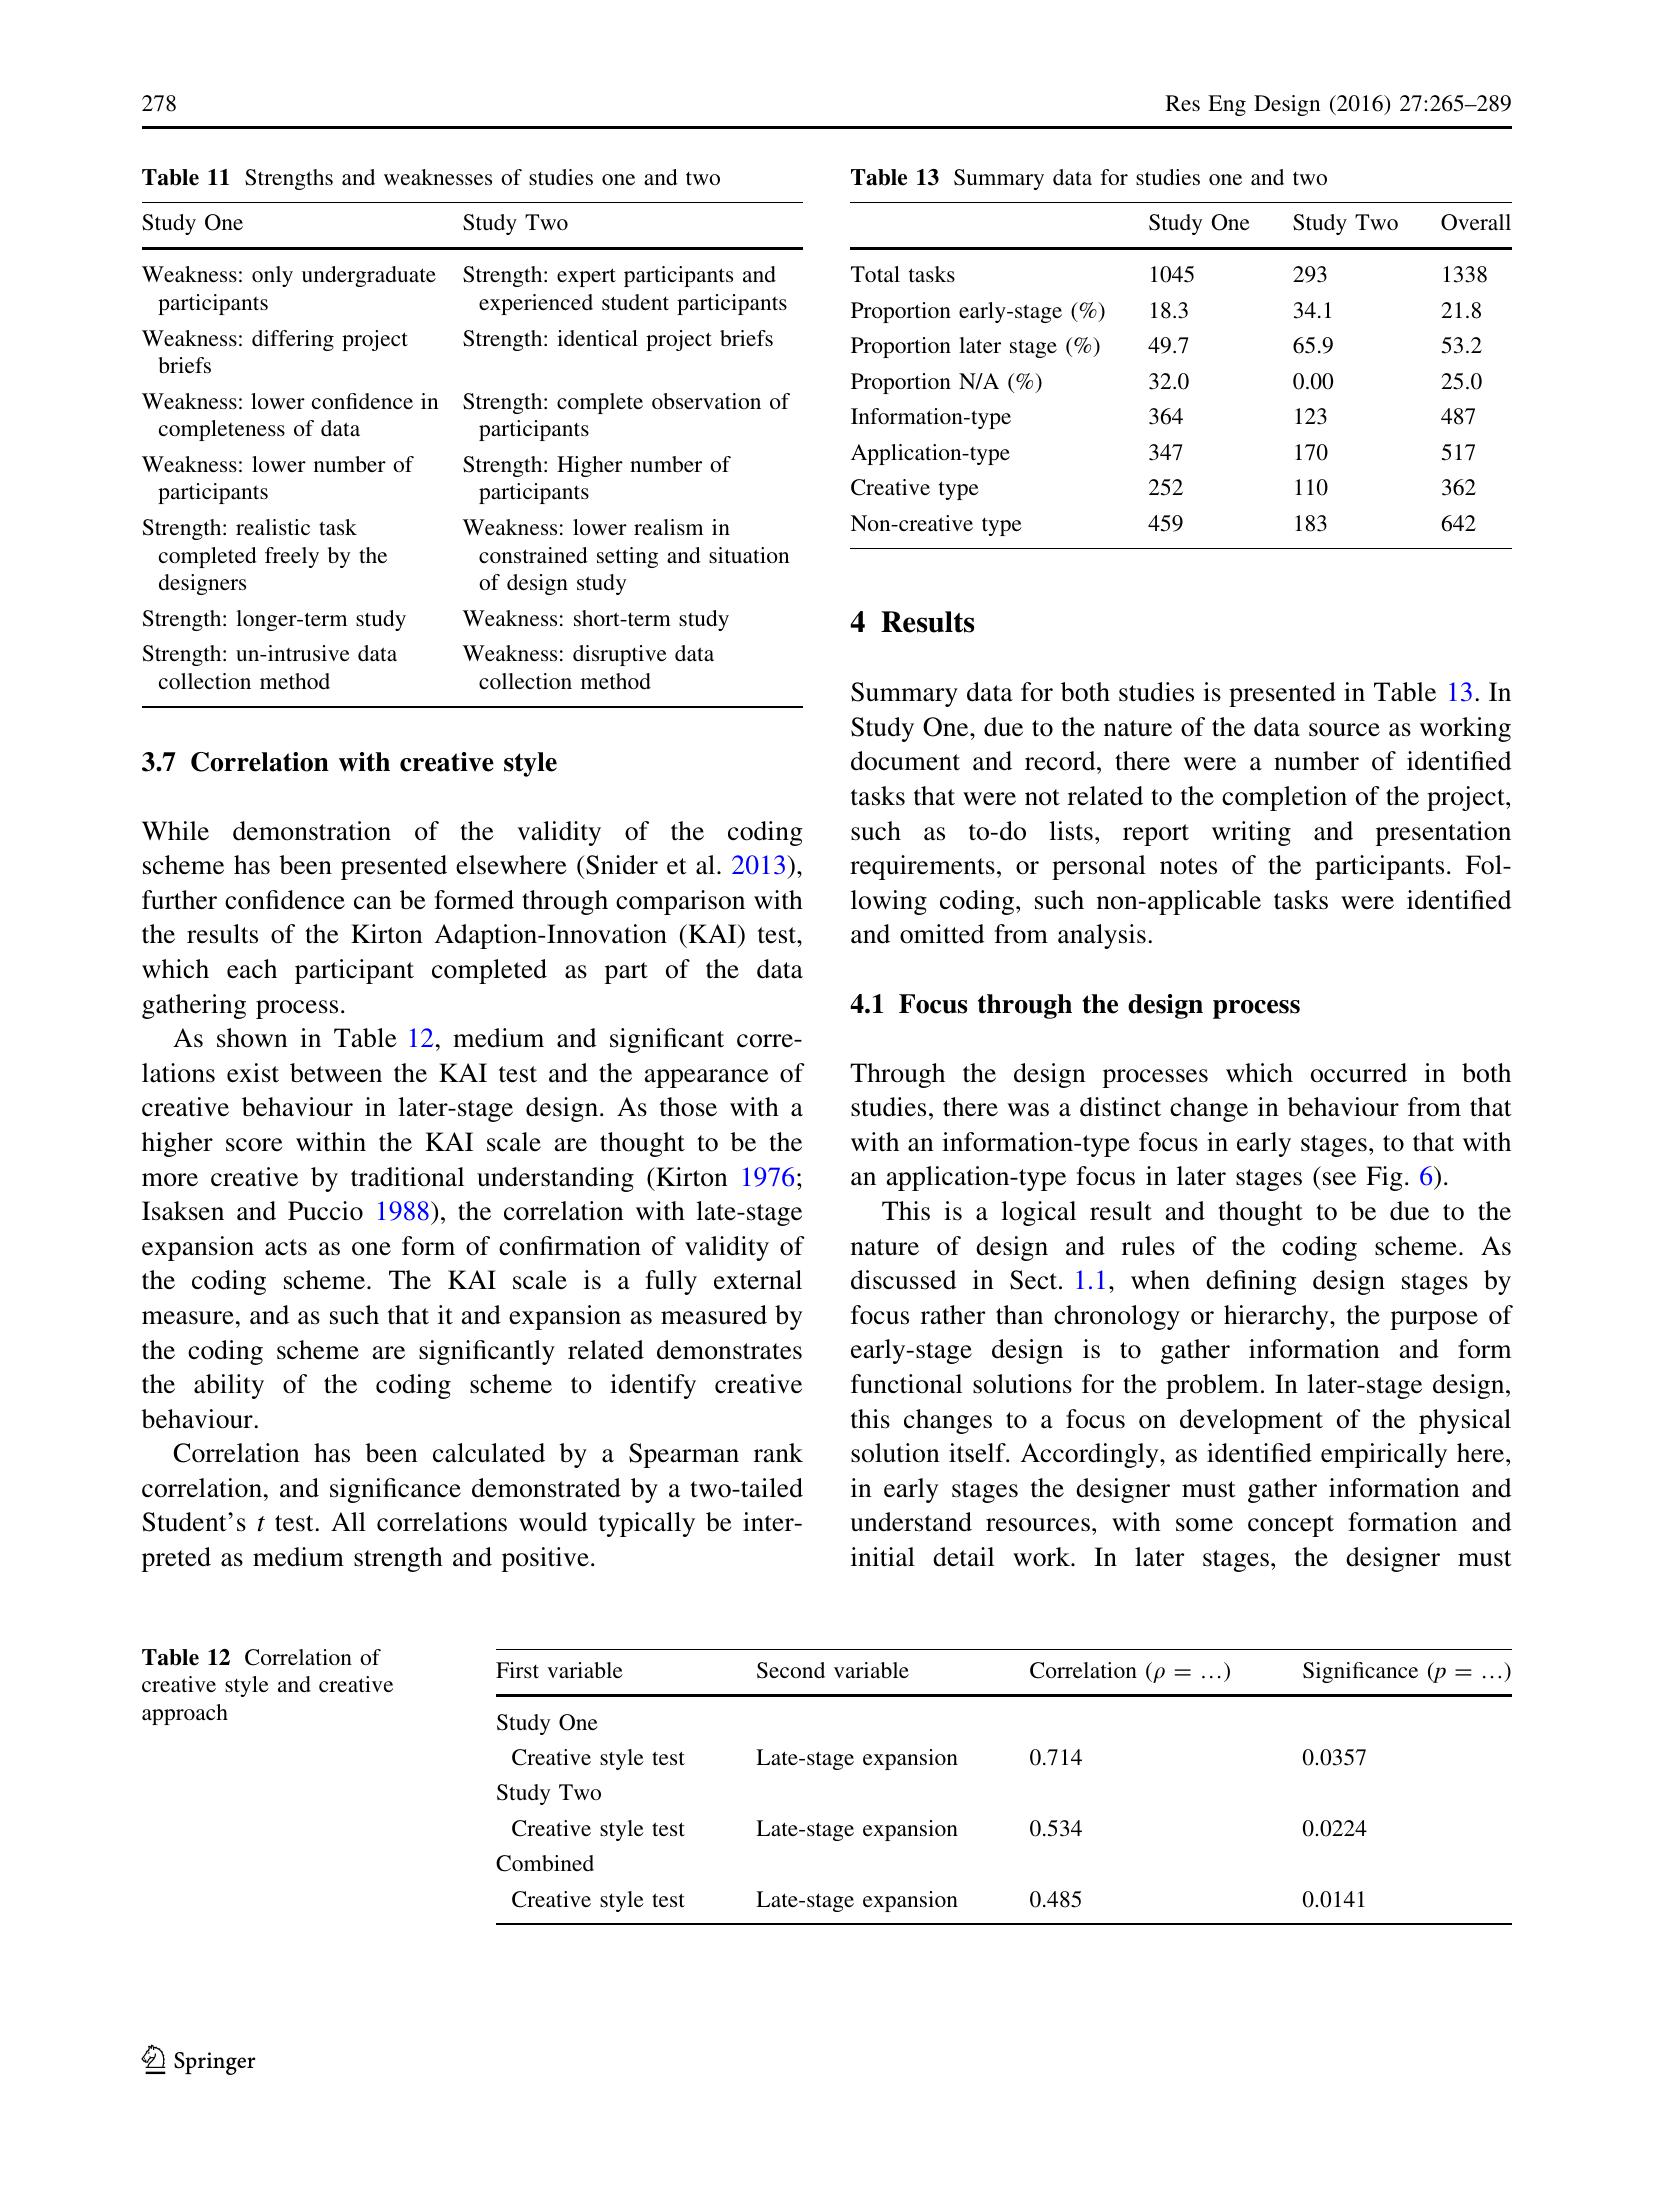 278
Res Eng Design (2016) 27:265–289
Table 11 Strengths and weaknesses of studies one and two
Study One Study Two
Weakness: only undergraduate participants Strength: expert participants and experienced student participants
Weakness: differing project briefs Strength: identical project briefs
Weakness: lower confidence in completeness of data Strength: complete observation of participants
Weakness: lower number of participants Strength: Higher number of participants
Strength: realistic task completed freely by the designers Weakness: lower realism in constrained setting and situation of design study
Strength: longer-term study Weakness: short-term study
Strength: un-intrusive data collection method Weakness: disruptive data collection method
3.7 Correlation with creative style
While demonstration of the validity of the coding
scheme has been presented elsewhere (Snider et al. 2013),
further confidence can be formed through comparison with
the results of the Kirton Adaption-Innovation (KAI) test,
which each participant completed as part of the data
gathering process.
As shown in Table 12, medium and significant corre-
lations exist between the KAI test and the appearance of
creative behaviour in later-stage design. As those with a
higher score within the KAI scale are thought to be the
more creative by traditional understanding (Kirton 1976;
Isaksen and Puccio 1988), the correlation with late-stage
expansion acts as one form of confirmation of validity of
the coding scheme. The KAI scale is a fully external
measure, and as such that it and expansion as measured by
the coding scheme are significantly related demonstrates
the ability of the coding scheme to identify creative
behaviour.
Correlation has been calculated by a Spearman rank
correlation, and significance demonstrated by a two-tailed
Student's t test. All correlations would typically be inter-
preted as medium strength and positive.
Table 13 Summary data for studies one and two
Study One Study Two Overall
Total tasks 1045 293 1338
Proportion early-stage (%) 18.3 34.1 21.8
Proportion later stage (%) 49.7 65.9 53.2
Proportion N/A (%) 32.0 0.00 25.0
Information-type 364 123 487
Application-type 347 170 517
Creative type 252 110 362
Non-creative type 459 183 642
4 Results
Summary data for both studies is presented in Table 13. In
Study One, due to the nature of the data source as working
document and record, there were a number of identified
tasks that were not related to the completion of the project,
such as to-do lists, report writing and presentation
requirements, or personal notes of the participants. Fol-
lowing coding, such non-applicable tasks were identified
and omitted from analysis.
4.1 Focus through the design process
Through the design processes which occurred in both
studies, there was a distinct change in behaviour from that
with an information-type focus in early stages, to that with
an application-type focus in later stages (see Fig. 6).
This is a logical result and thought to be due to the
nature of design and rules of the coding scheme. As
discussed in Sect. 1.1, when defining design stages by
focus rather than chronology or hierarchy, the purpose of
early-stage design is to gather information and form
functional solutions for the problem. In later-stage design,
this changes to a focus on development of the physical
solution itself. Accordingly, as identified empirically here,
in early stages the designer must gather information and
understand resources, with some concept formation and
initial detail work. In later stages, the designer must
Table 12 Correlation of
creative style and creative
approach
First variable Second variable Correlation (ρ = …) Significance (p = …)
Study One
Creative style test Late-stage expansion 0.714 0.0357
Study Two
Creative style test Late-stage expansion 0.534 0.0224
Combined
Creative style test Late-stage expansion 0.485 0.0141
Springer